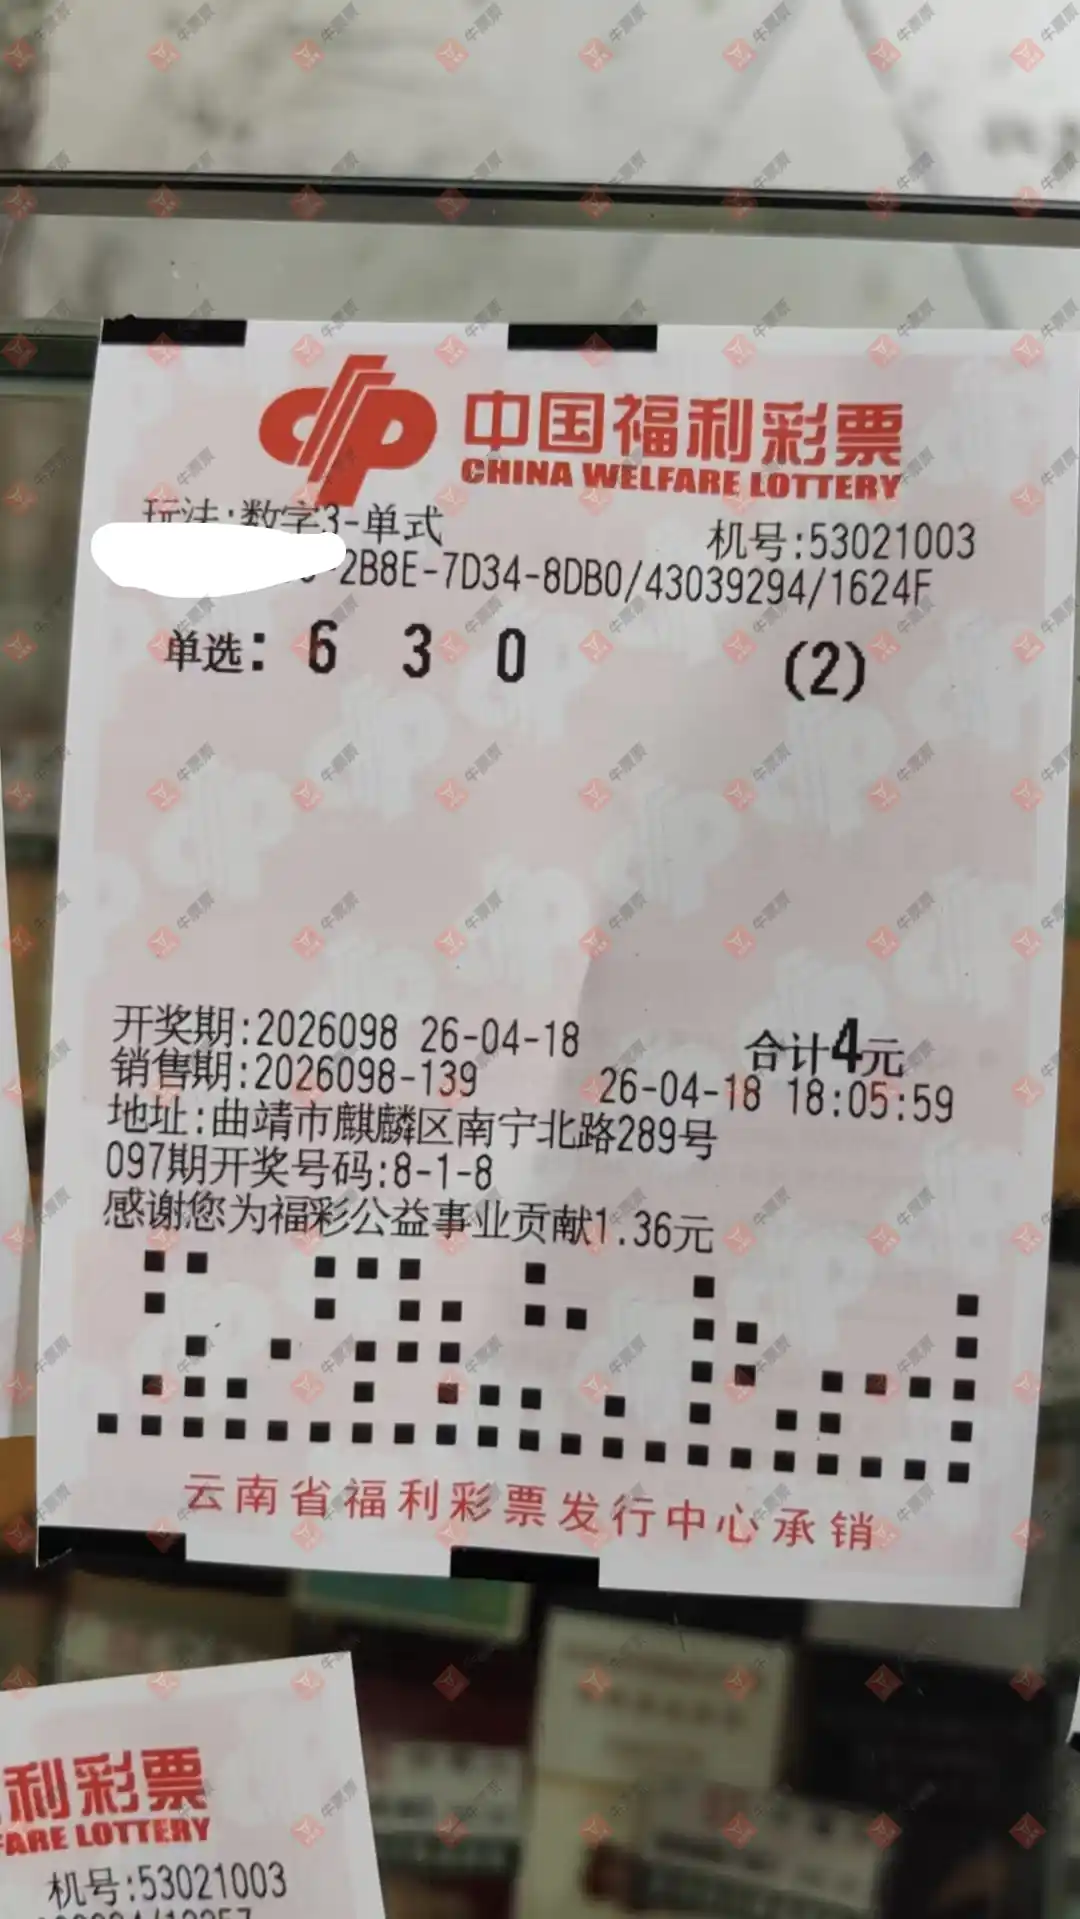 中国福利彩票
CHINA WELFARE LOTTERY
玩法:数字3-单式
机号:53021003
-2B8E-7D34-8DB0/43039294/1624F
单选: 6 3 0 (2)
开奖期:2026098 26-04-18 合计4元
销售期:2026098-139 26-04-18 18:05:59
地址:曲靖市麒麟区南宁北路289号
097期开奖号码:8-1-8
感谢您为福彩公益事业贡献1.36元
云南省福利彩票发行中心承销
利彩票
FARE LOTTERY
机号:53021003
牛票票